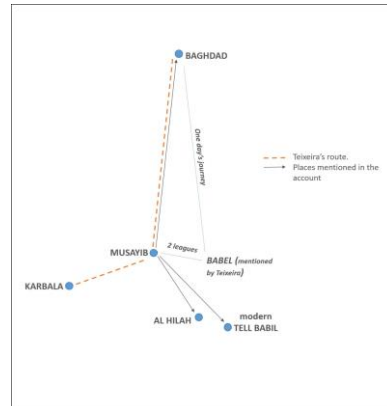 BAGHDAD
One day's journey
Teixeira's route.
Places mentioned in the
account
2 leagues
MUSAYIB
BABEL (mentioned
by Teixeira)
KARBALA
modern
AL HILAH
TELL BABIL